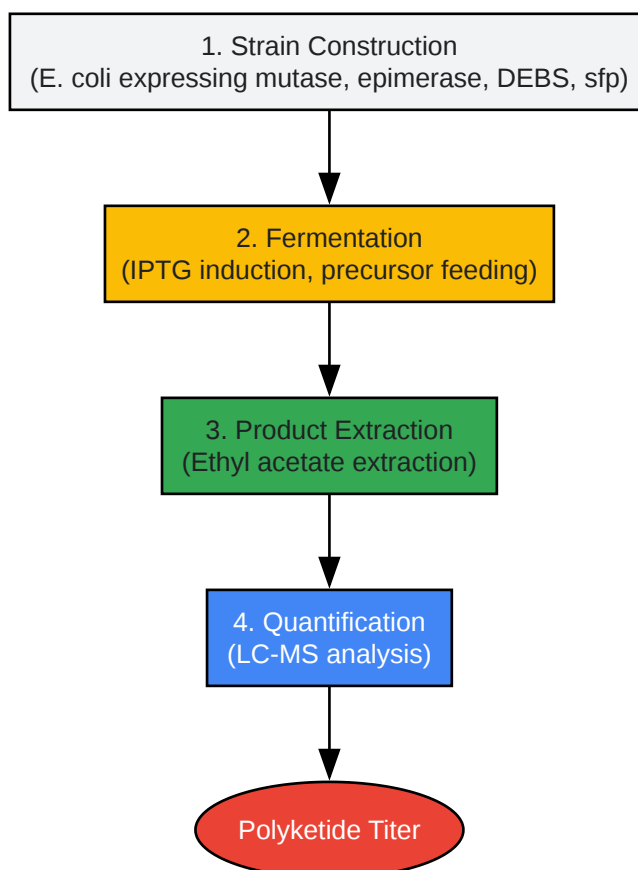 1. Strain Construction
(E. coli expressing mutase, epimerase, DEBS, sfp)
2. Fermentation
(IPTG induction, precursor feeding)
3. Product Extraction
(Ethyl acetate extraction)
4. Quantification
(LC-MS analysis)
Polyketide Titer